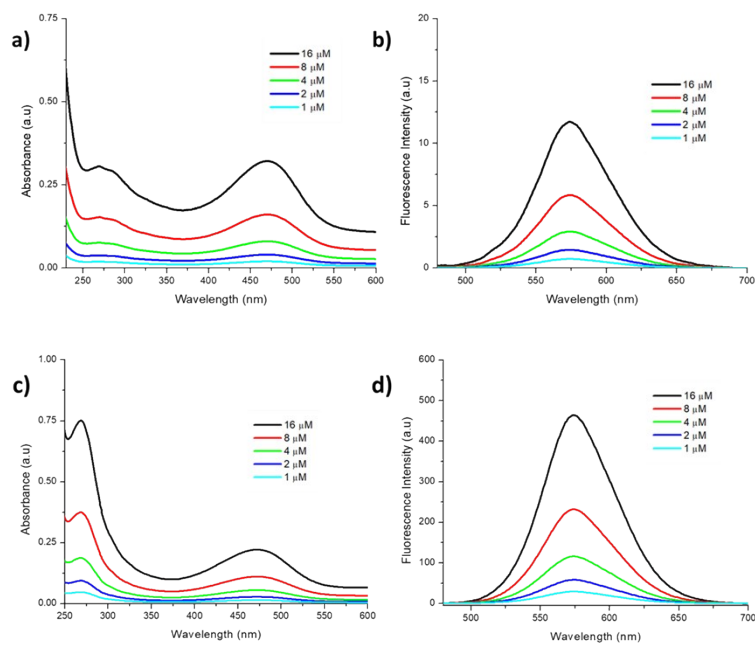 a)
0.75
0.50
0.25
0.00
Absorbance (a.u)
16 μM
8 μM
4 μM
2 μM
1 μM
250 300 350 400 450 500 550 600
Wavelength (nm)
b)
20
15
10
5
0
Fluorescence Intensity (a.u)
16 μM
8 μM
4 μM
2 μM
1 μM
500 550 600 650 700
Wavelength (nm)
c)
1.00
0.75
0.50
0.25
0.00
Absorbance (a.u)
16 μM
8 μM
4 μM
2 μM
1 μM
250 300 350 400 450 500 550 600
Wavelength (nm)
d)
600
500
400
300
200
100
0
Fluorescence Intensity (a.u)
16 μM
8 μM
4 μM
2 μM
1 μM
500 550 600 650 700
Wavelength (nm)